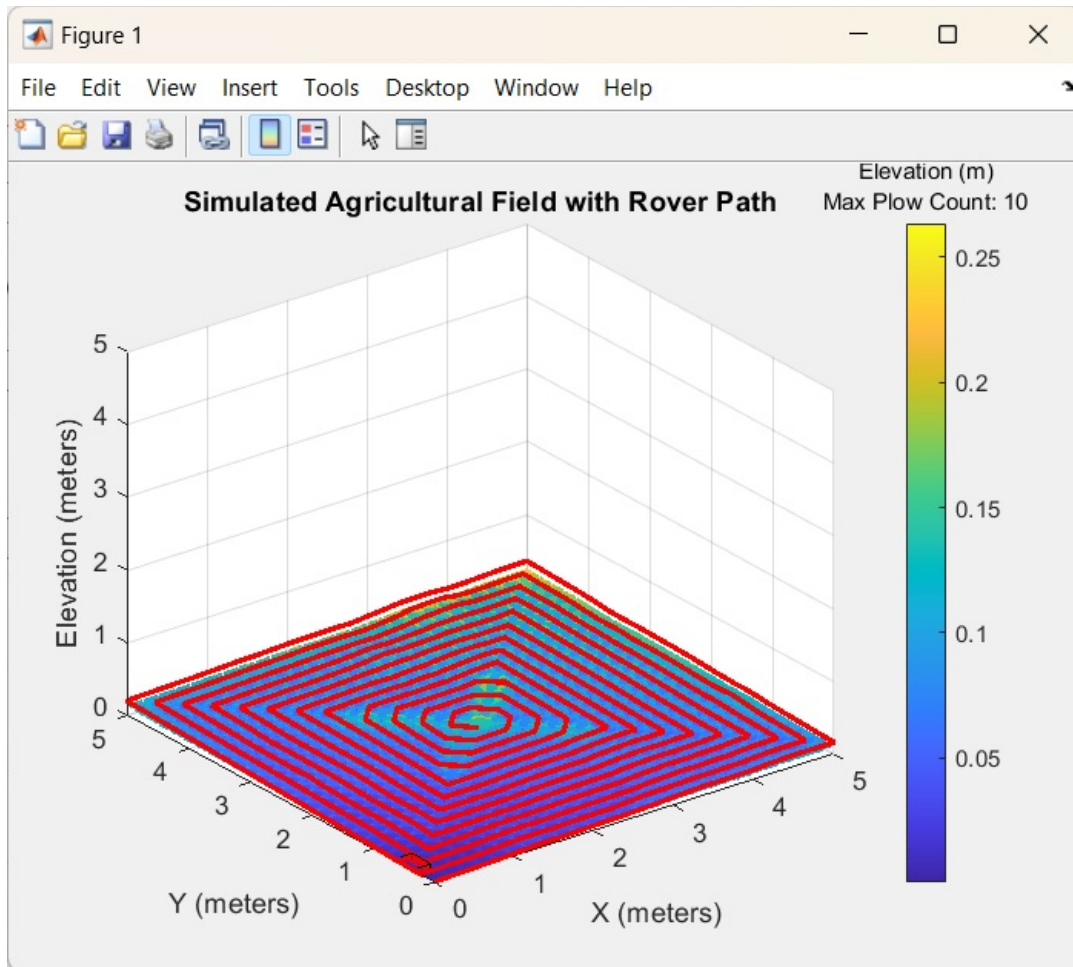 Figure 1
File Edit View Insert Tools Desktop Window Help
Elevation (m)
Max Plow Count: 10
Simulated Agricultural Field with Rover Path
0.25
0.2
0.15
0.1
0.05
5
4
3
2
1
0
Elevation (meters)
5
4
3
2
1
0
Y (meters)
0
1
2
3
4
5
X (meters)